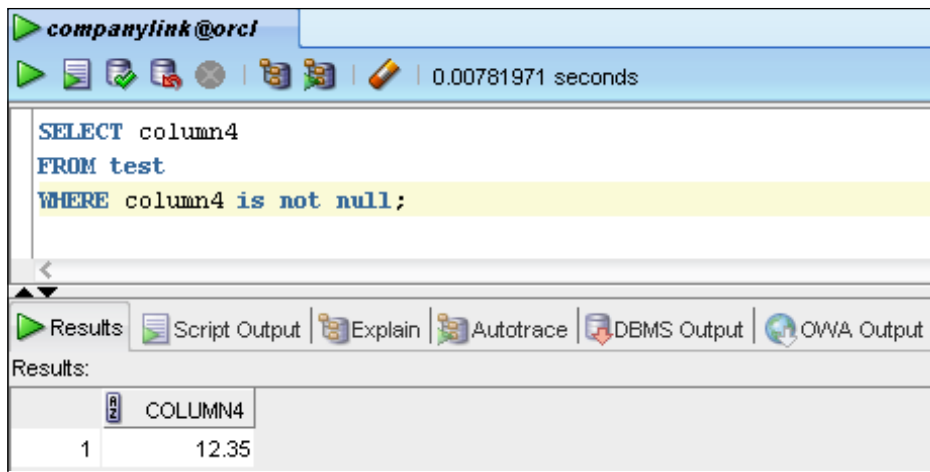 companylink@orcl
0.00781971 seconds
SELECT column4
FROM test
WHERE column4 is not null;
Results Script Output Explain Autotrace DBMS Output OWA Output
Results:
COLUMN4
1 12.35